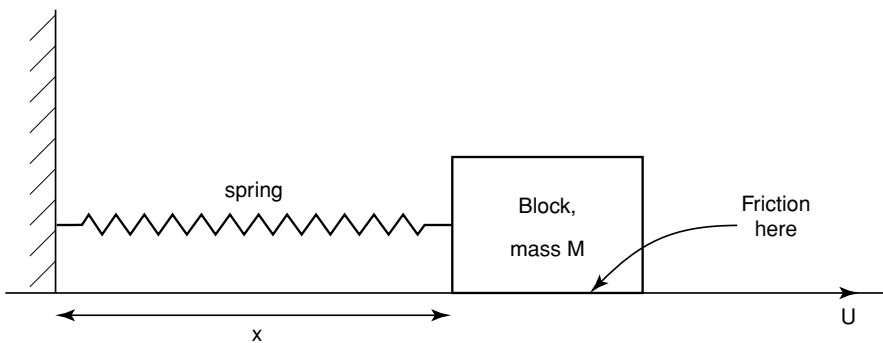 spring
Block,
mass M
Friction
here
U
x